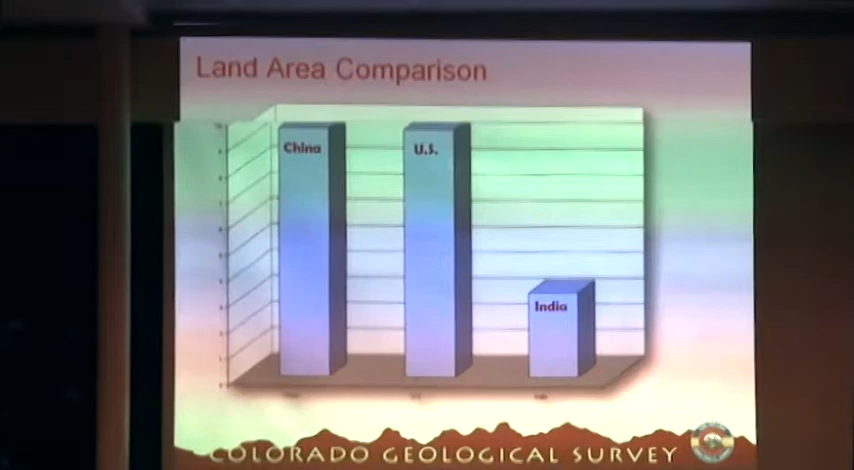 Land Area Comparison
China
U.S.
India
COLORADO GEOLOGICAL SURVEY